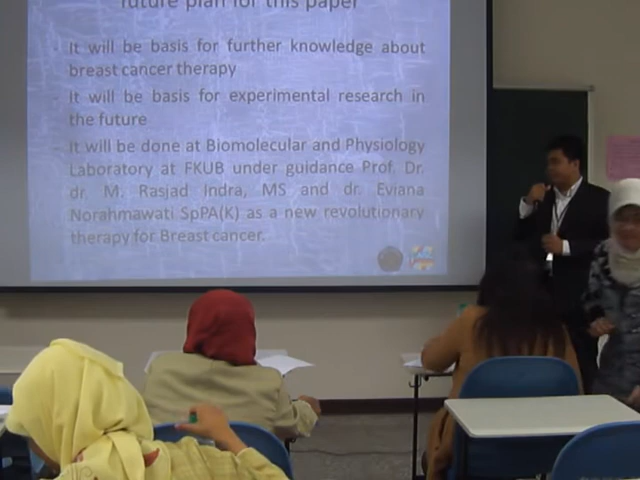 future plan for this paper
- It will be basis for further knowledge about
breast cancer therapy
- It will be basis for experimental research in
the future
- It will be done at Biomolecular and Physiology
Laboratory at FKUB under guidance Prof. Dr.
dr. M. Rasjad Indra, MS and dr. Eviana
Norahmawati SpPA(K) as a new revolutionary
therapy for Breast cancer.